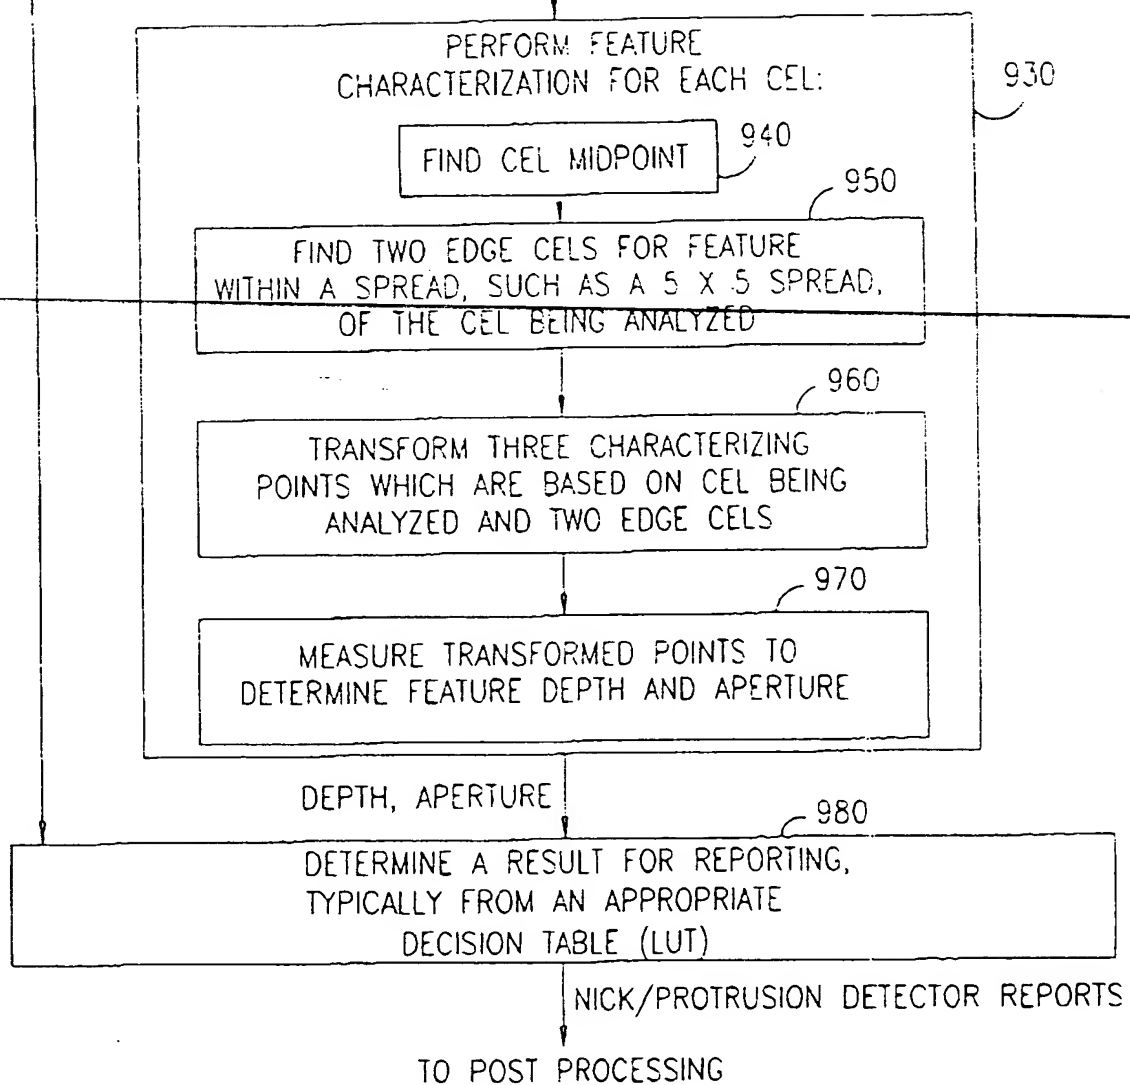 PERFORM FEATURE
CHARACTERIZATION FOR EACH CEL:
930
FIND CEL MIDPOINT
940
950
FIND TWO EDGE CELS FOR FEATURE
WITHIN A SPREAD, SUCH AS A 5 X 5 SPREAD,
OF THE CEL BEING ANALYZED
960
TRANSFORM THREE CHARACTERIZING
POINTS WHICH ARE BASED ON CEL BEING
ANALYZED AND TWO EDGE CELS
970
MEASURE TRANSFORMED POINTS TO
DETERMINE FEATURE DEPTH AND APERTURE
DEPTH, APERTURE
980
DETERMINE A RESULT FOR REPORTING,
TYPICALLY FROM AN APPROPRIATE
DECISION TABLE (LUT)
NICK/PROTRUSION DETECTOR REPORTS
TO POST PROCESSING